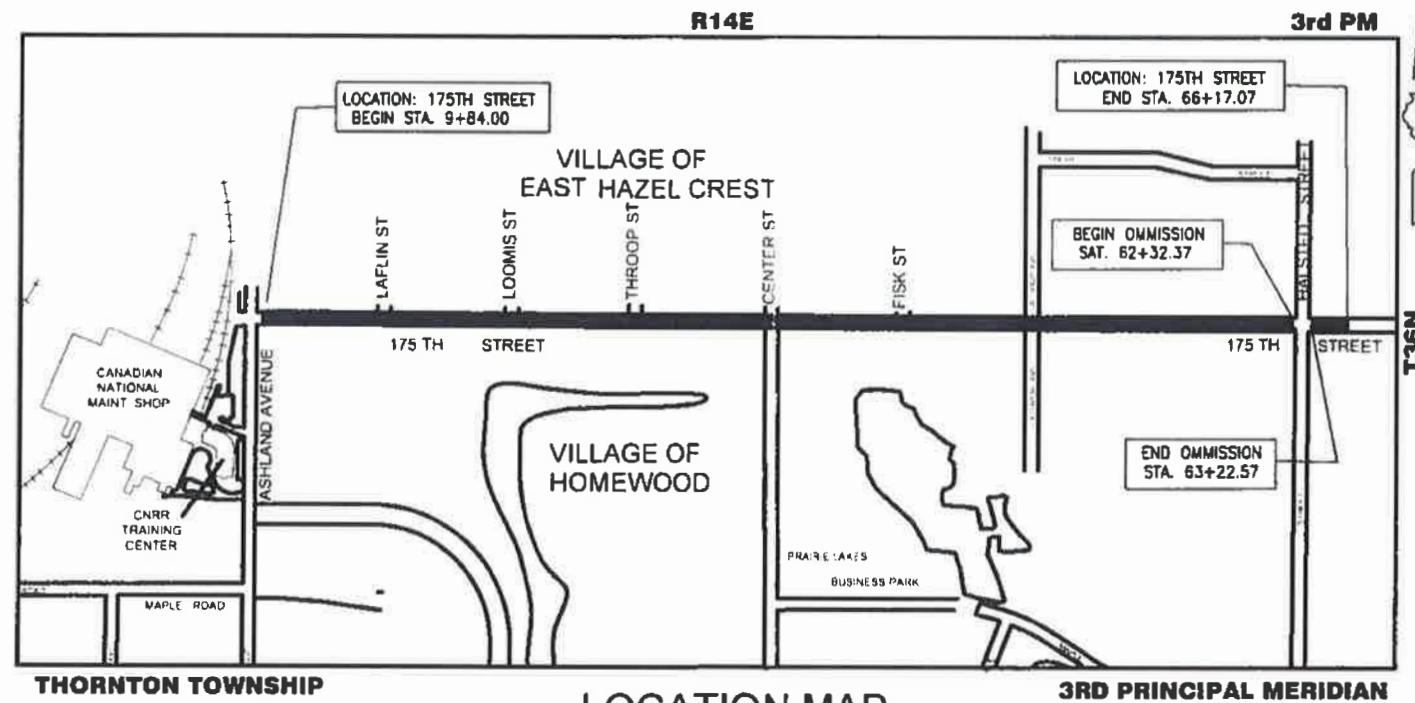 R14E
3rd PM
LOCATION: 175TH STREET
BEGIN STA. 9+84.00
LOCATION: 175TH STREET
END STA. 66+17.07
VILLAGE OF
EAST HAZEL CREST
LAFLIN ST
LOOMIS ST
THROOP ST
CENTER ST
FISK ST
HALSTED STREET
BEGIN OMMISSION
SAT. 62+32.37
175 TH STREET
175 TH STREET
T36N
ASHLAND AVENUE
CANADIAN
NATIONAL
MAINT SHOP
VILLAGE OF
HOMEWOOD
END OMMISSION
STA. 63+22.57
CNRR
TRAINING
CENTER
PRAIRIE LAKES
BUSINESS PARK
MAPLE ROAD
STREET
STREET
THORNTON TOWNSHIP
3RD PRINCIPAL MERIDIAN
LOCATION MAP